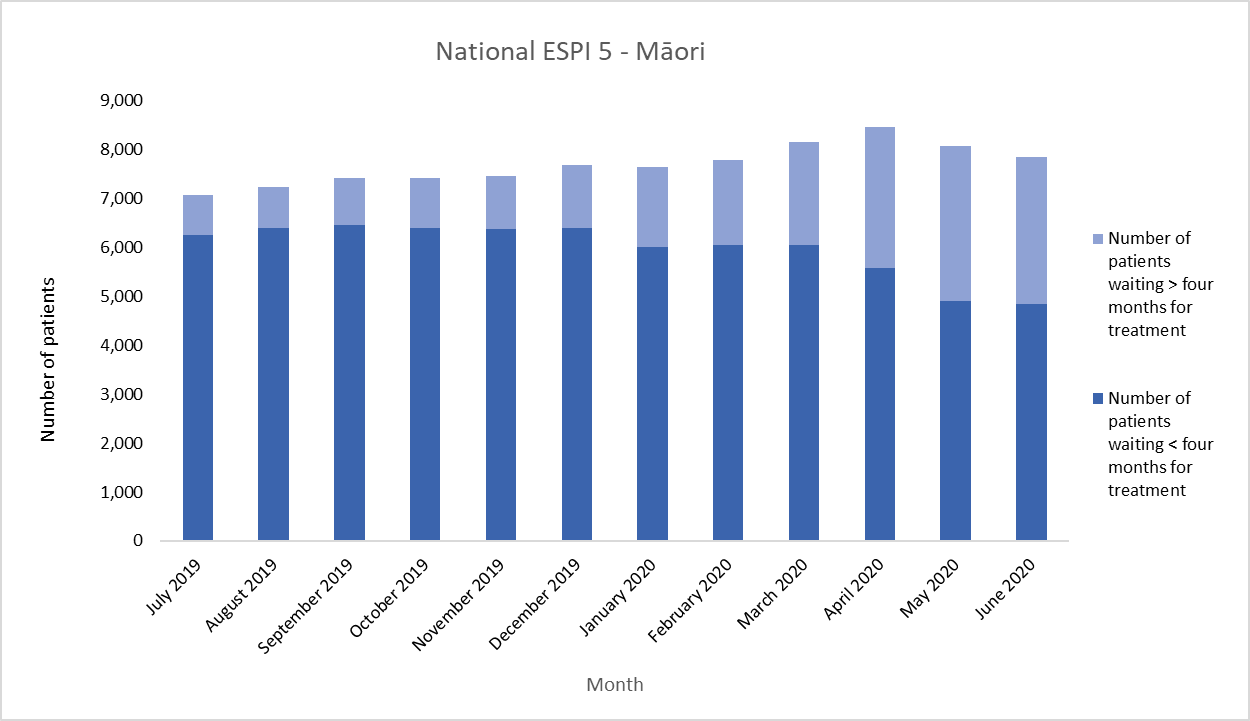 National ESPI 5 - Māori
9,000
8,000
7,000
6,000
5,000
4,000
3,000
2,000
1,000
0
Number of patients
July 2019
August 2019
September 2019
October 2019
November 2019
December 2019
January 2020
February 2020
March 2020
April 2020
May 2020
June 2020
Month
Number of
patients
waiting > four
months for
treatment
Number of
patients
waiting < four
months for
treatment